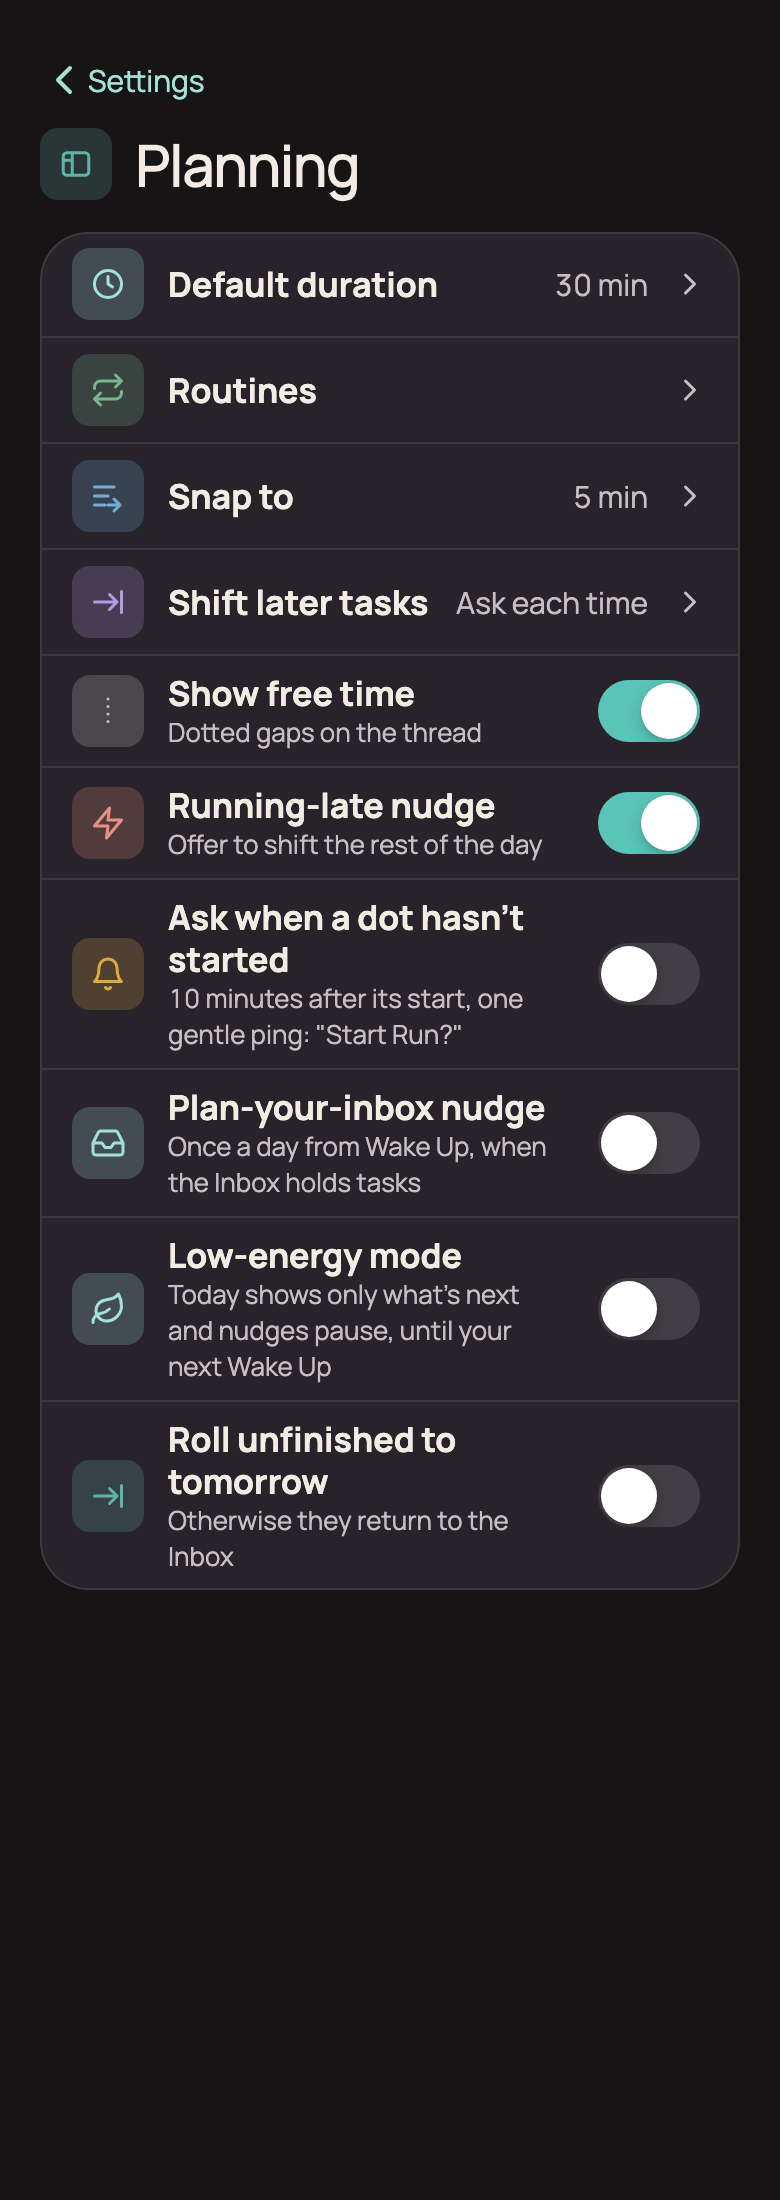 Settings
Planning
Default duration 30 min
Routines
Snap to 5 min
Shift later tasks Ask each time
Show free time
Dotted gaps on the thread
Running-late nudge
Offer to shift the rest of the day
Ask when a dot hasn’t
started
10 minutes after its start, one
gentle ping: "Start Run?"
Plan-your-inbox nudge
Once a day from Wake Up, when
the Inbox holds tasks
Low-energy mode
Today shows only what’s next
and nudges pause, until your
next Wake Up
Roll unfinished to
tomorrow
Otherwise they return to the
Inbox